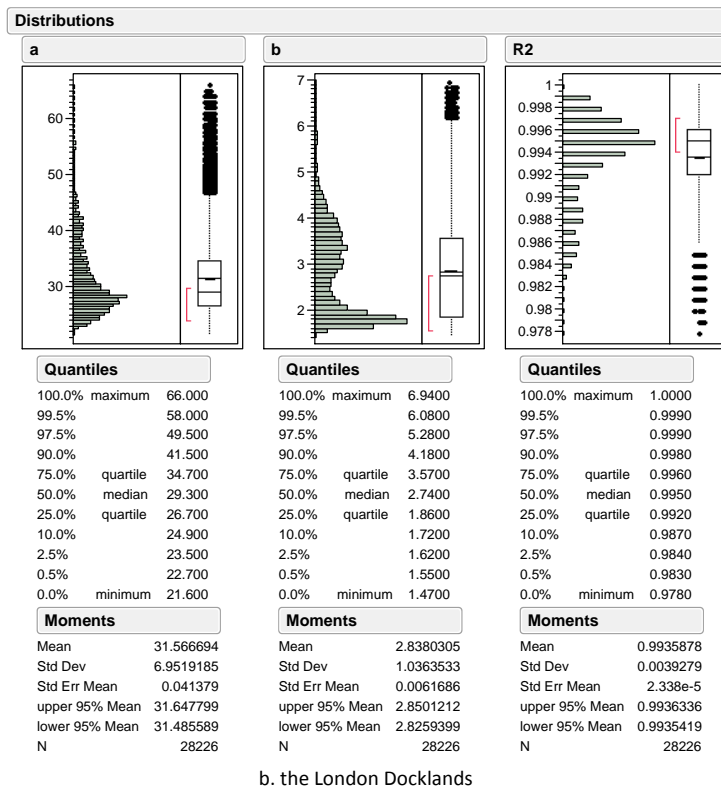 Distributions
a
60
50
40
30
Quantiles
100.0% maximum 66.000
99.5% 58.000
97.5% 49.500
90.0% 41.500
75.0% quartile 34.700
50.0% median 29.300
25.0% quartile 26.700
10.0% 24.900
2.5% 23.500
0.5% 22.700
0.0% minimum 21.600
Moments
Mean 31.566694
Std Dev 6.9519185
Std Err Mean 0.041379
upper 95% Mean 31.647799
lower 95% Mean 31.485589
N 28226
b
7
6
5
4
3
2
Quantiles
100.0% maximum 6.9400
99.5% 6.0800
97.5% 5.2800
90.0% 4.1800
75.0% quartile 3.5700
50.0% median 2.7400
25.0% quartile 1.8600
10.0% 1.7200
2.5% 1.6200
0.5% 1.5500
0.0% minimum 1.4700
Moments
Mean 2.8380305
Std Dev 1.0363533
Std Err Mean 0.0061686
upper 95% Mean 2.8501212
lower 95% Mean 2.8259399
N 28226
R2
1
0.998
0.996
0.994
0.992
0.99
0.988
0.986
0.984
0.982
0.98
0.978
Quantiles
100.0% maximum 1.0000
99.5% 0.9990
97.5% 0.9990
90.0% 0.9980
75.0% quartile 0.9960
50.0% median 0.9950
25.0% quartile 0.9920
10.0% 0.9870
2.5% 0.9840
0.5% 0.9830
0.0% minimum 0.9780
Moments
Mean 0.9935878
Std Dev 0.0039279
Std Err Mean 2.338e-5
upper 95% Mean 0.9936336
lower 95% Mean 0.9935419
N 28226
b. the London Docklands